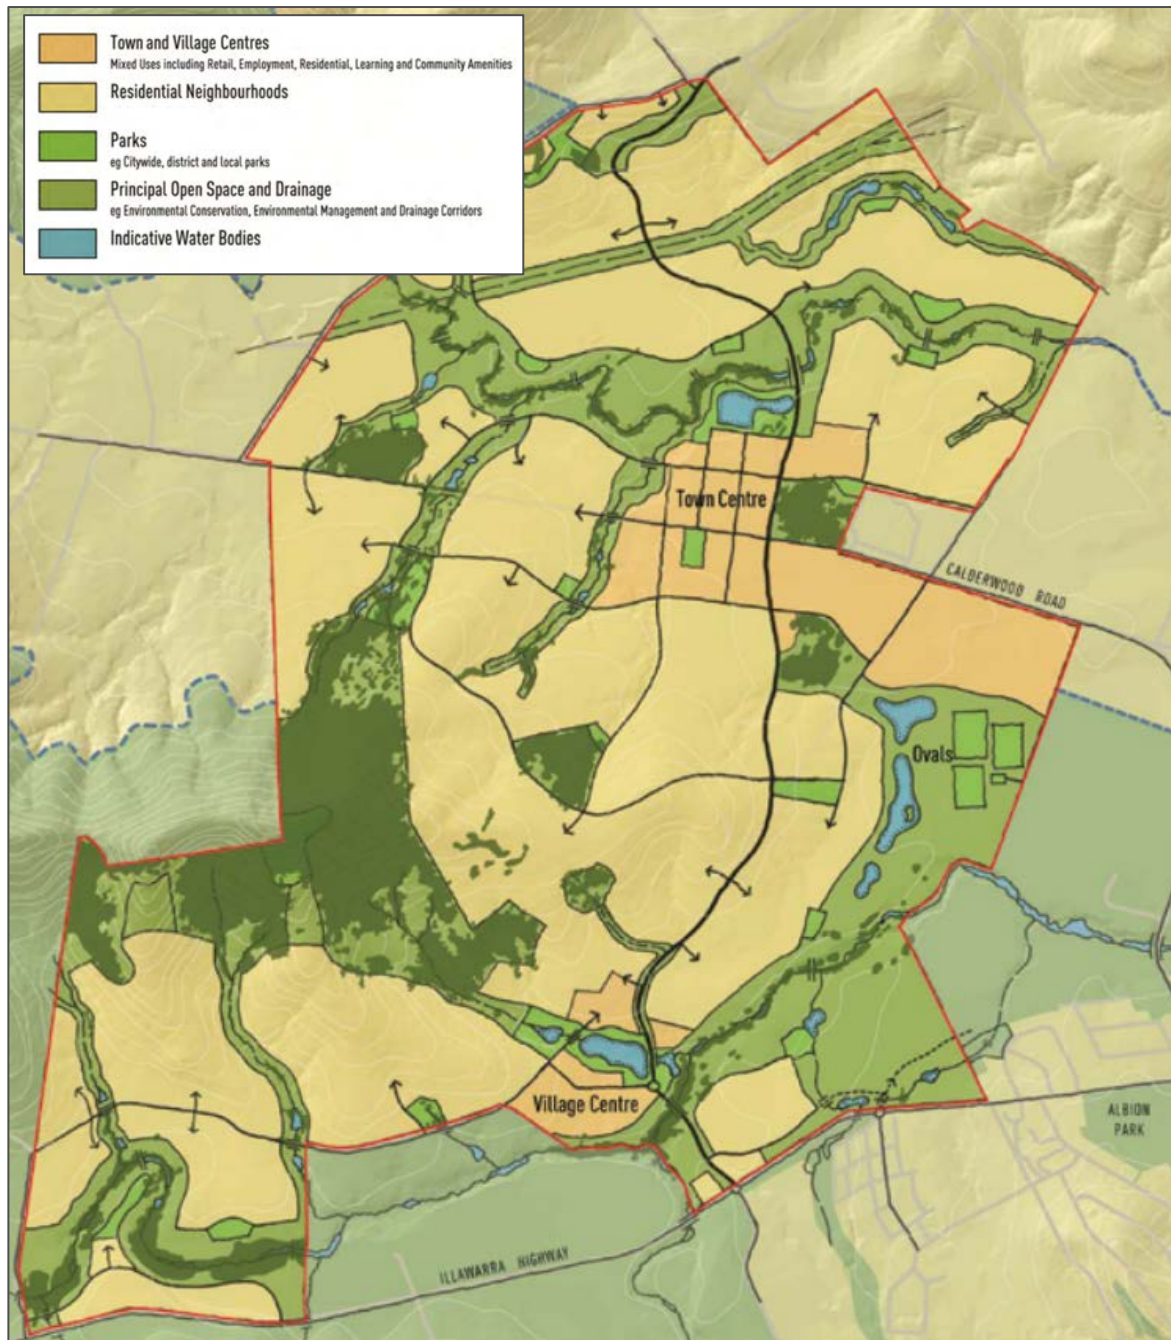 Town and Village Centres
Mixed Uses including Retail, Employment, Residential, Learning and Community Amenities
Residential Neighbourhoods
Parks
eg Citywide, district and local parks
Principal Open Space and Drainage
eg Environmental Conservation, Environmental Management and Drainage Corridors
Indicative Water Bodies
Town Centre
CALDERWOOD ROAD
Ovals
Village Centre
ALBION
PARK
ILLAWARRA HIGHWAY